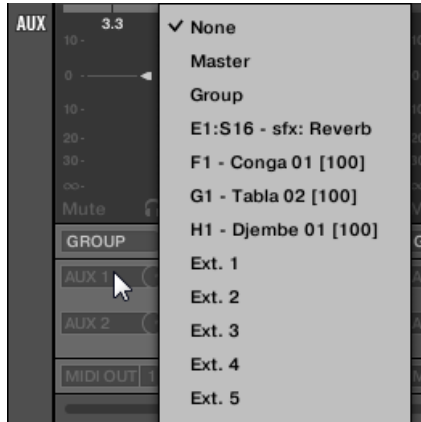 AUX
3.3
10 -
0 -
10 -
20 -
30 -
∞-
Mute
GROUP
AUX 1
AUX 2
MIDI OUT 1
✓ None
Master
Group
E1:S16 - sfx: Reverb
F1 - Conga 01 [100]
G1 - Tabla 02 [100]
H1 - Djembe 01 [100]
Ext. 1
Ext. 2
Ext. 3
Ext. 4
Ext. 5